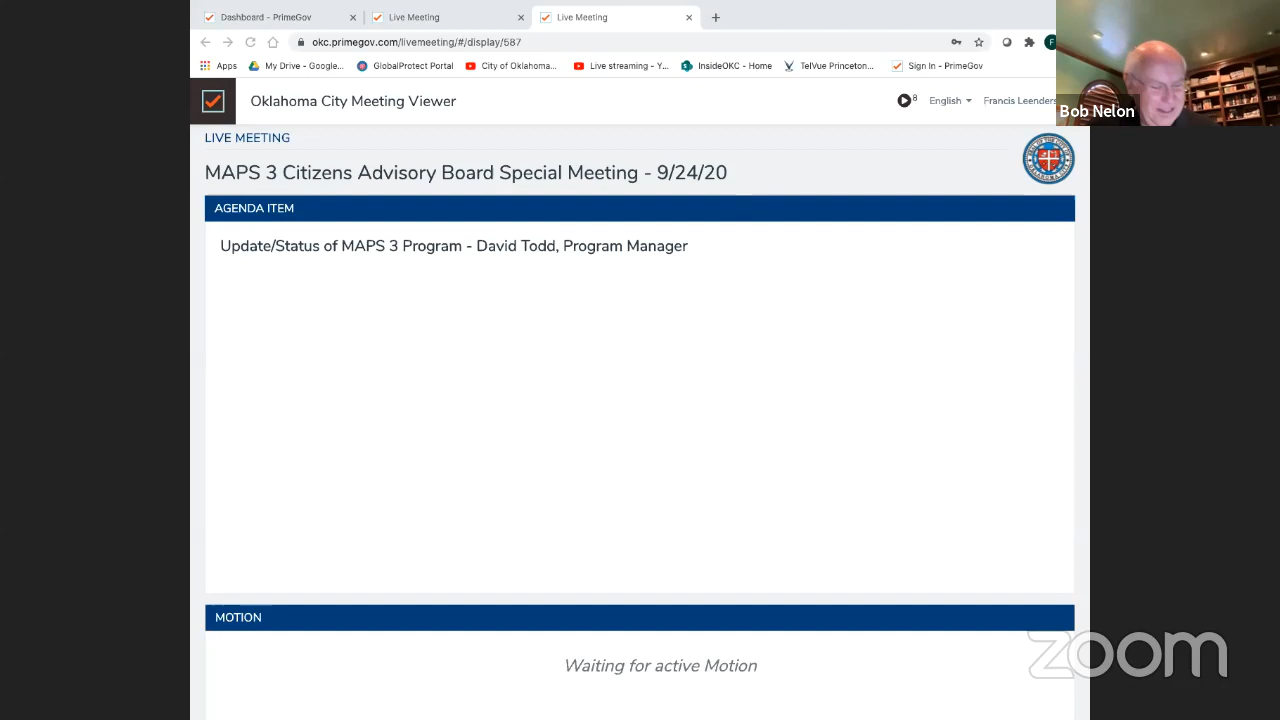 Dashboard - PrimeGov
Live Meeting
Live Meeting
okc.primegov.com/livemeeting/#/display/587
Apps
My Drive - Google...
GlobalProtect Portal
City of Oklahoma...
Live streaming - Y...
InsideOKC - Home
TelVue Princeton...
Sign In - PrimeGov
Oklahoma City Meeting Viewer
8
English
Francis Leenders
Bob Nelon
LIVE MEETING
MAPS 3 Citizens Advisory Board Special Meeting - 9/24/20
AGENDA ITEM
Update/Status of MAPS 3 Program - David Todd, Program Manager
MOTION
Waiting for active Motion
zoom